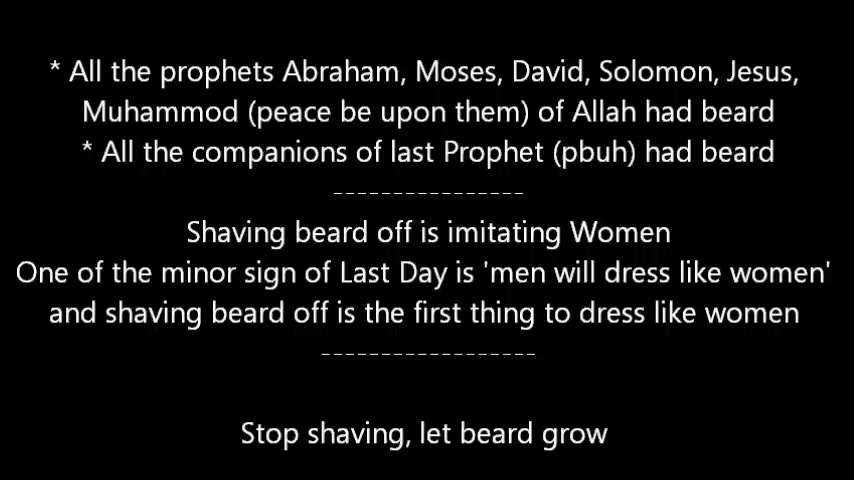 * All the prophets Abraham, Moses, David, Solomon, Jesus,
Muhammod (peace be upon them) of Allah had beard
* All the companions of last Prophet (pbuh) had beard
----------------
Shaving beard off is imitating Women
One of the minor sign of Last Day is 'men will dress like women'
and shaving beard off is the first thing to dress like women
------------------
Stop shaving, let beard grow